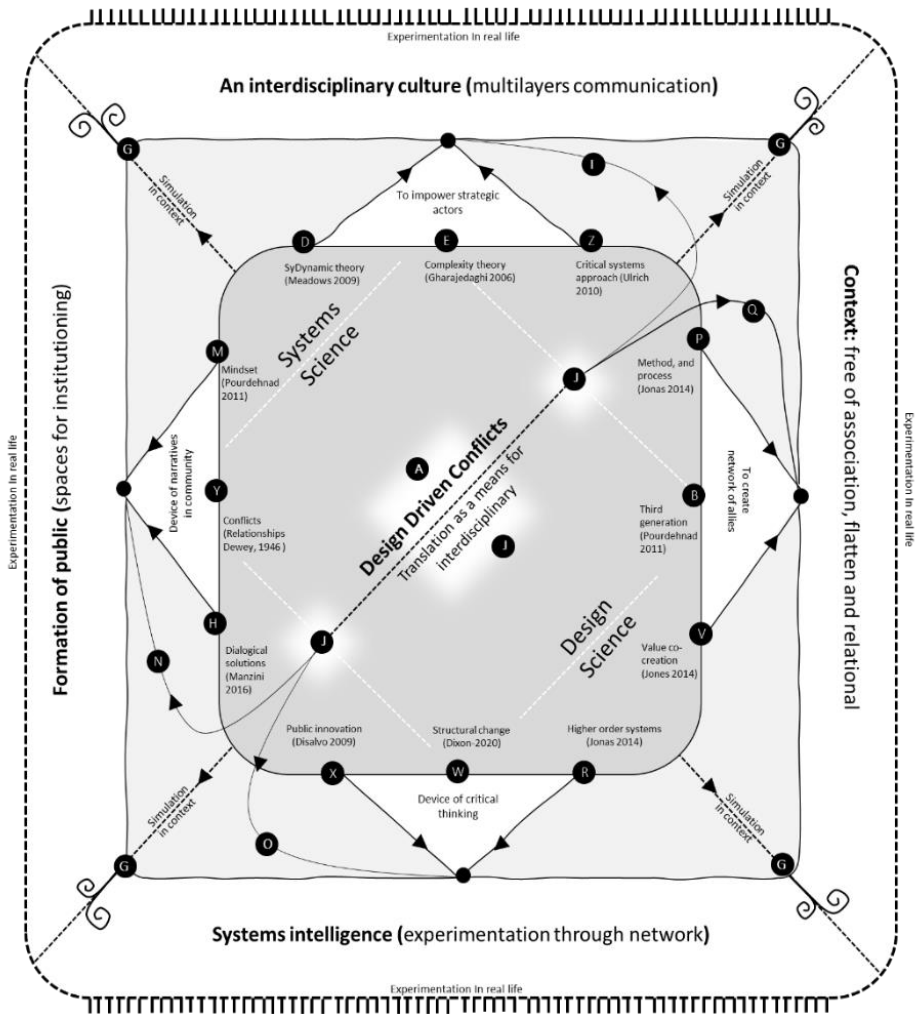 Experimentation In real life
An interdisciplinary culture (multilayers communication)
G
G
I
Simulation
in context
Simulation
in context
To impower strategic
actors
D
E
Z
SyDynamic theory
(Meadows 2009)
Complexity theory
(Gharajedaghi 2006)
Critical systems
approach (Ulrich
2010)
Systems
Science
Q
M
P
Mindset
(Pourdehnad
2011)
J
Method, and
process
(Jonas 2014)
Experimentation In real life
Formation of public (spaces for institutioning)
Device of narratives
in community
A
Design Driven Conflicts
Translation as a means for
interdisciplinary
Y
B
To create
network of allies
Context: free of association, flatten and relational
Experimentation In real life
Conflicts
(Relationships
Dewey, 1946 )
Third
generation
(Pourdehnad
2011)
J
H
J
V
Design
Science
Dialogical
solutions
(Manzini
2016)
Value co-
creation
(Jones 2014)
N
Public innovation
(Disalvo 2009)
Structural change
(Dixon-2020)
Higher order systems
(Jonas 2014)
X
W
R
Device of critical
thinking
Simulation
in context
Simulation
in context
O
G
G
Systems intelligence (experimentation through network)
Experimentation In real life